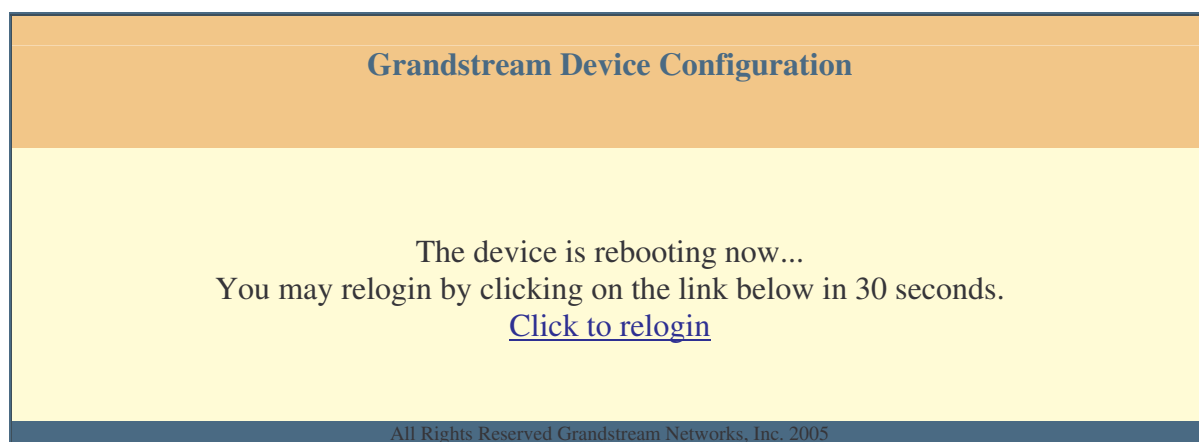 Grandstream Device Configuration
The device is rebooting now...
You may relogin by clicking on the link below in 30 seconds.
Click to relogin
All Rights Reserved Grandstream Networks, Inc. 2005